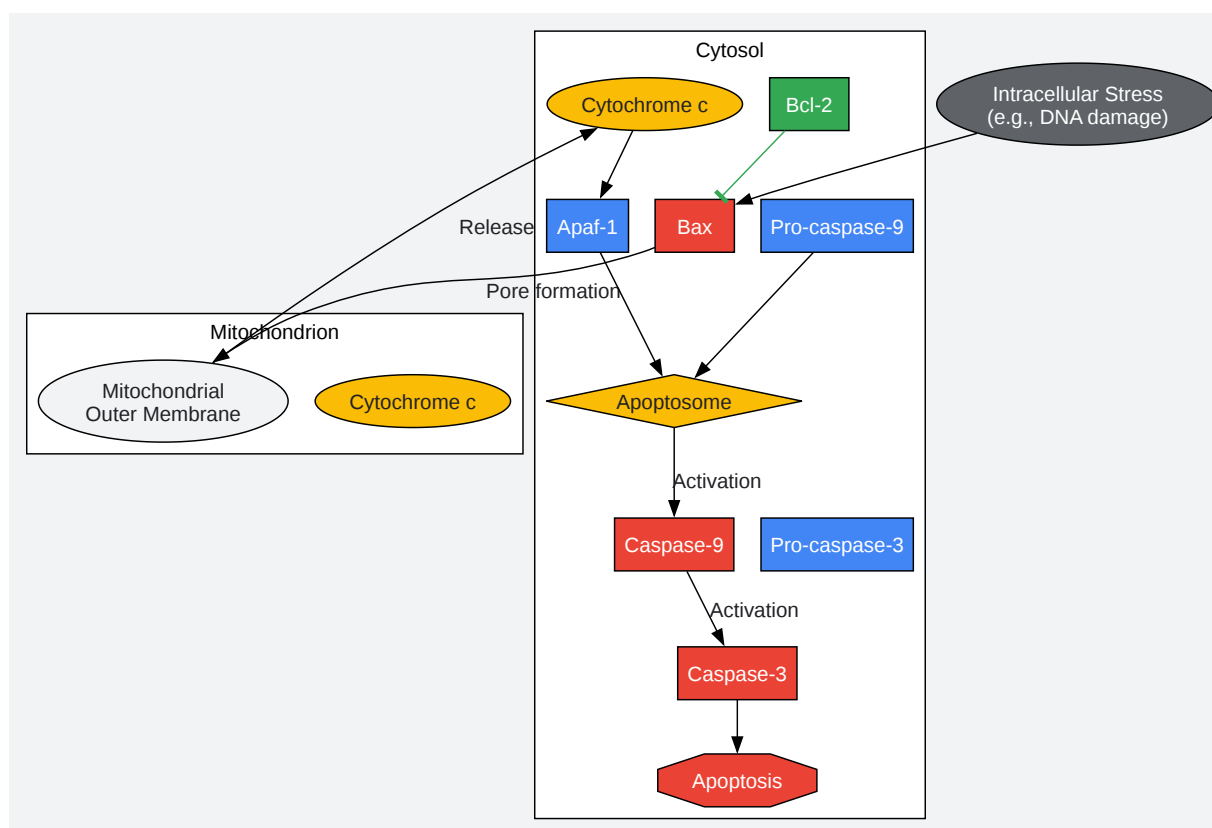 Cytosol
Cytochrome c
Bcl-2
Intracellular Stress
(e.g., DNA damage)
Release
Apaf-1
Bax
Pro-caspase-9
Pore formation
Mitochondrion
Mitochondrial
Outer Membrane
Cytochrome c
Apoptosome
Activation
Caspase-9
Pro-caspase-3
Activation
Caspase-3
Apoptosis